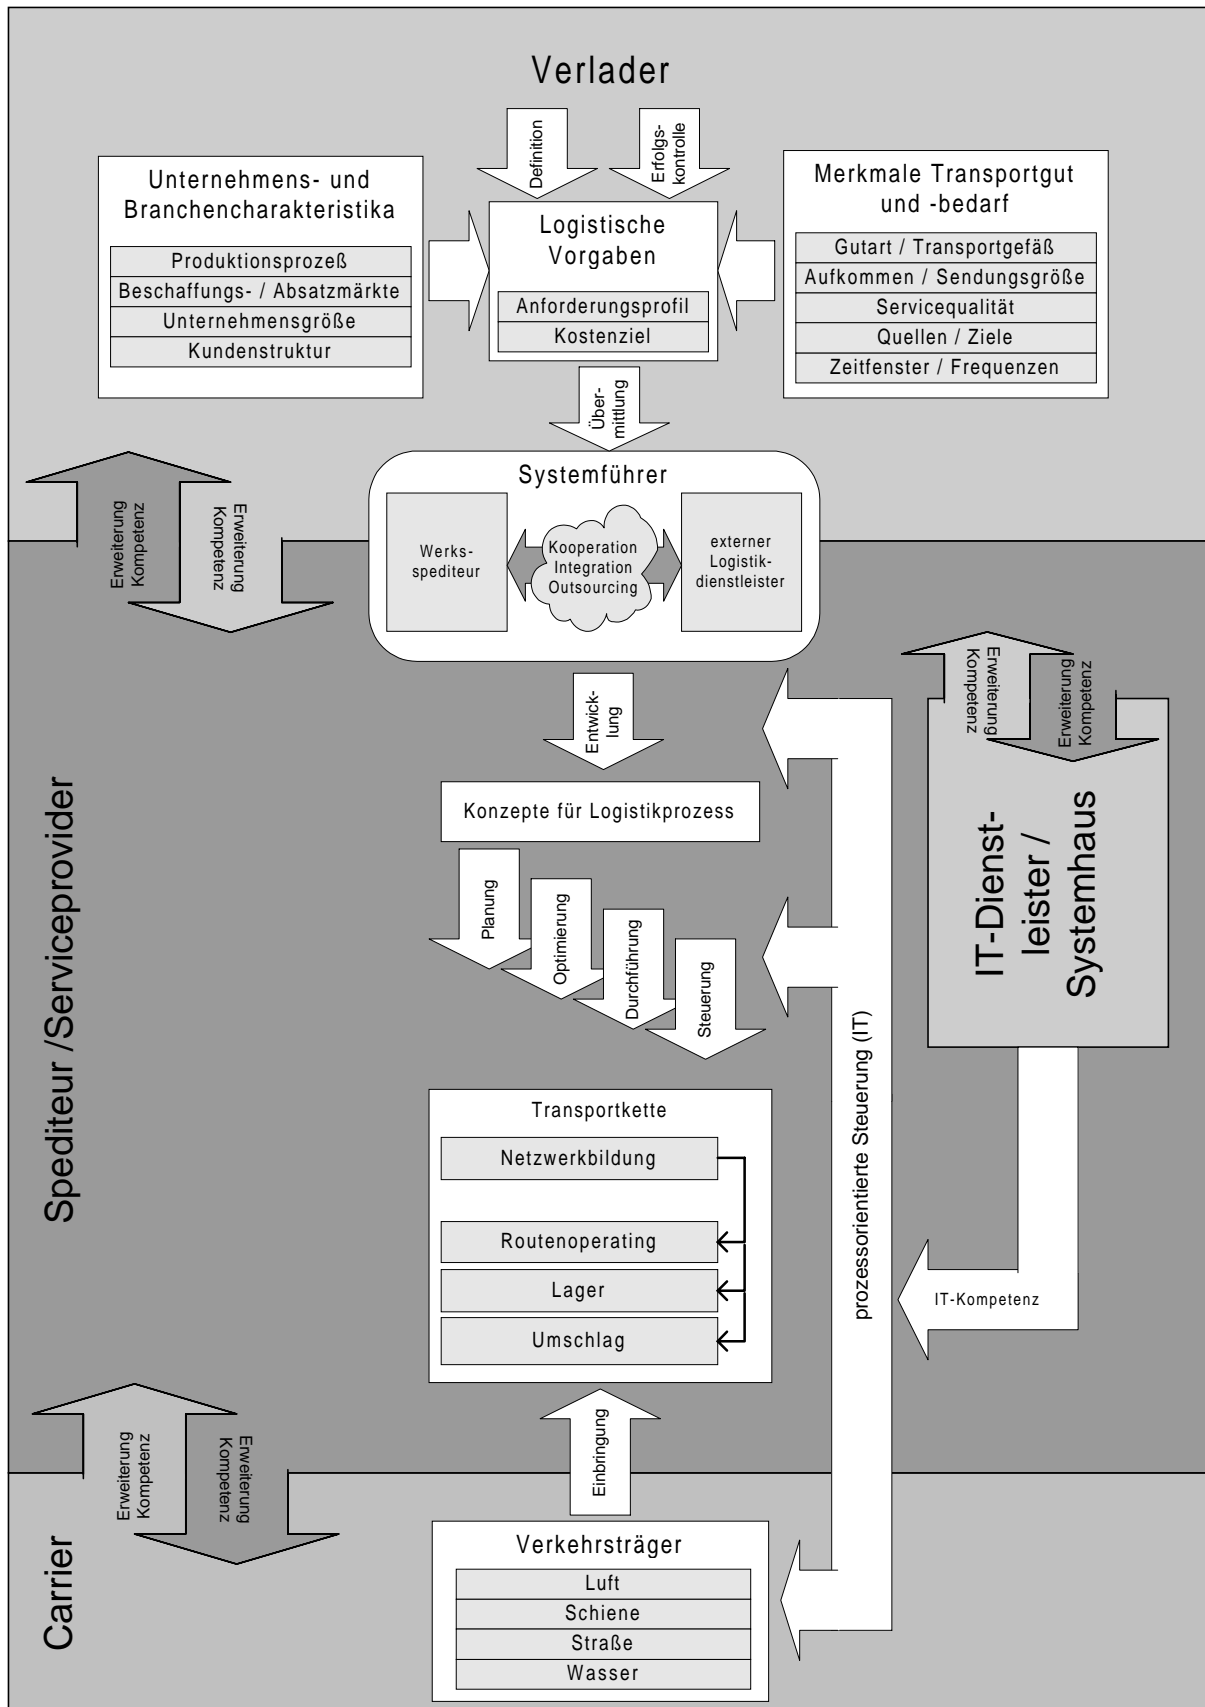 Verlader
Definition
Erfolgs-
kontrolle
Unternehmens- und
Branchencharakteristika
Produktionsprozeß
Beschaffungs- / Absatzmärkte
Unternehmensgröße
Kundenstruktur
Logistische
Vorgaben
Anforderungsprofil
Kostenziel
Merkmale Transportgut
und -bedarf
Gutart / Transportgefäß
Aufkommen / Sendungsgröße
Servicequalität
Quellen / Ziele
Zeitfenster / Frequenzen
Über-
mittlung
Erweiterung
Kompetenz
Erweiterung
Kompetenz
Systemführer
Werks-
spediteur
Kooperation
Integration
Outsourcing
externer
Logistik-
dienstleister
Entwick-
lung
Erweiterung
Kompetenz
Erweiterung
Kompetenz
IT-Dienst-
leister /
Systemhaus
Konzepte für Logistikprozess
Planung
Optimierung
Durchführung
Steuerung
Spediteur /Serviceprovider
prozessorientierte Steuerung (IT)
Transportkette
Netzwerkbildung
Routenoperating
Lager
Umschlag
IT-Kompetenz
Einbringung
Erweiterung
Kompetenz
Erweiterung
Kompetenz
Carrier
Verkehrsträger
Luft
Schiene
Straße
Wasser